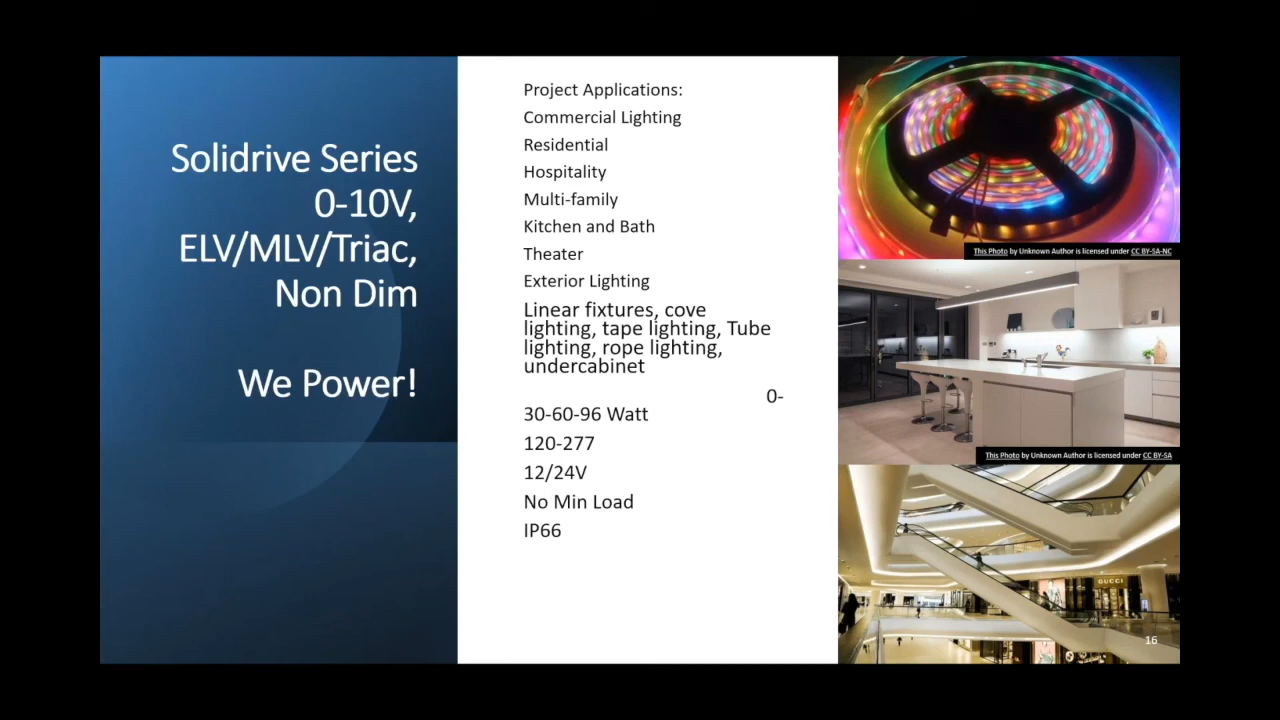 Solidrive Series
0-10V,
ELV/MLV/Triac,
Non Dim
We Power!
Project Applications:
Commercial Lighting
Residential
Hospitality
Multi-family
Kitchen and Bath
Theater
Exterior Lighting
Linear fixtures, cove
lighting, tape lighting, Tube
lighting, rope lighting,
undercabinet
0-
30-60-96 Watt
120-277
12/24V
No Min Load
IP66
This Photo by Unknown Author is licensed under CC BY-SA-NC
This Photo by Unknown Author is licensed under CC BY-SA
GUCCI
16